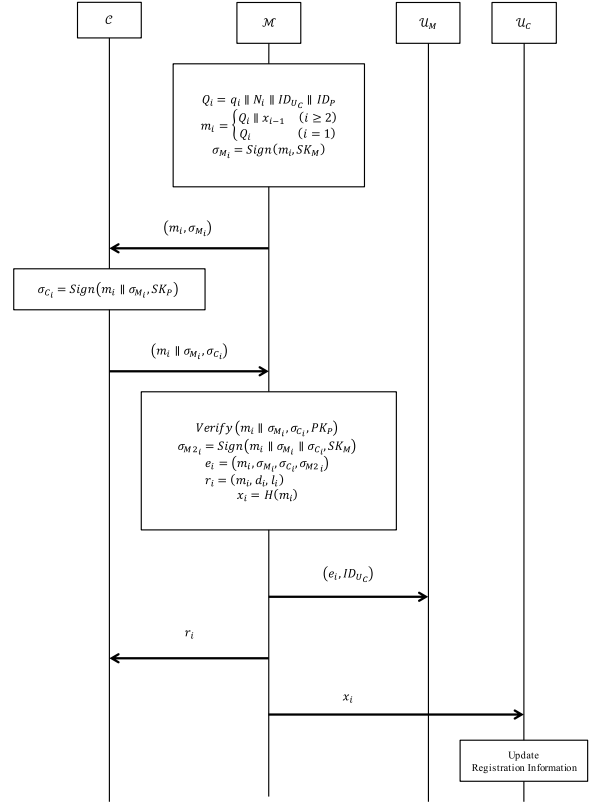 𝒞
ℳ
𝒰_M
𝒰_C
Q_i = q_i ∥ N_i ∥ ID_{U_C} ∥ ID_P
m_i = { Q_i ∥ x_{i−1} (i ≥ 2)
Q_i (i = 1)
σ_{M_i} = Sign(m_i, SK_M)
(m_i, σ_{M_i})
σ_{C_i} = Sign(m_i ∥ σ_{M_i}, SK_P)
(m_i ∥ σ_{M_i}, σ_{C_i})
Verify(m_i ∥ σ_{M_i}, σ_{C_i}, PK_P)
σ_{M2_i} = Sign(m_i ∥ σ_{M_i} ∥ σ_{C_i}, SK_M)
e_i = (m_i, σ_{M_i}, σ_{C_i}, σ_{M2_i})
r_i = (m_i, d_i, l_i)
x_i = H(m_i)
(e_i, ID_{U_C})
r_i
x_i
Update
Registration Information